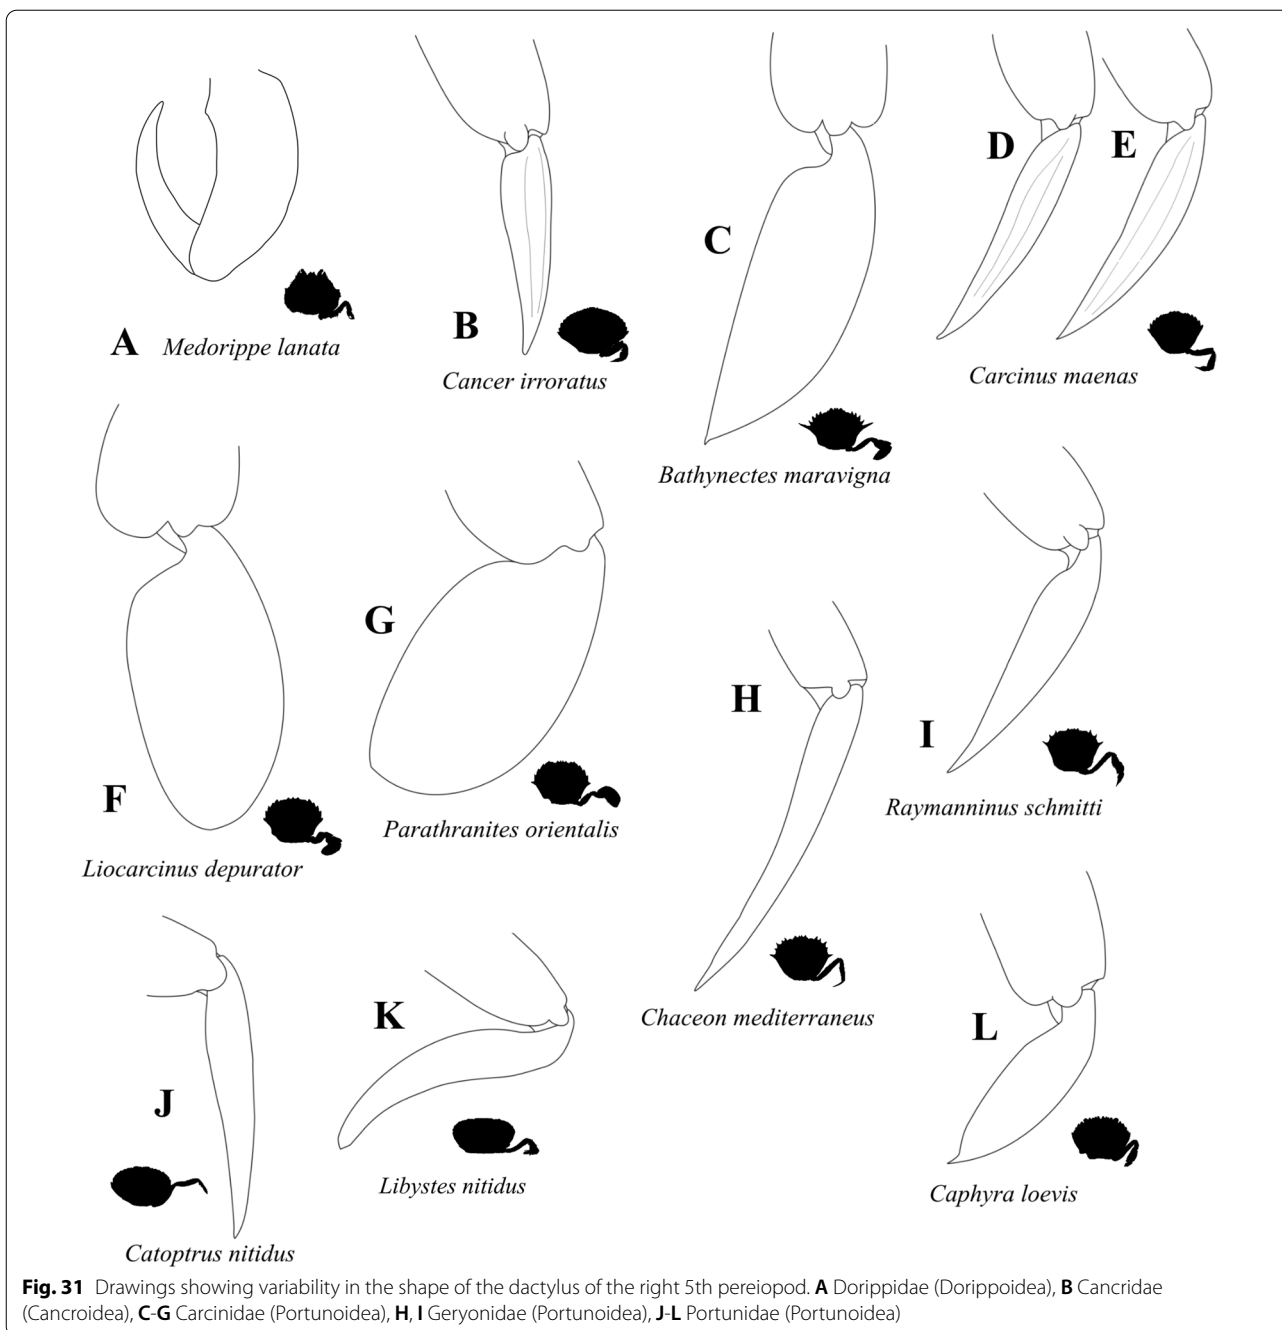 A Medorippe lanata
B
Cancer irroratus
C
Bathynectes maravigna
D E
Carcinus maenas
F
Liocarcinus depurator
G
Parathranites orientalis
H
Chaceon mediterraneus
I
Raymanninus schmitti
J
Catoptrus nitidus
K
Libystes nitidus
L
Caphyra loevis
Fig. 31 Drawings showing variability in the shape of the dactylus of the right 5th pereiopod. A Dorippidae (Dorippoidea), B Cancridae
(Cancroidea), C-G Carcinidae (Portunoidea), H, I Geryonidae (Portunoidea), J-L Portunidae (Portunoidea)